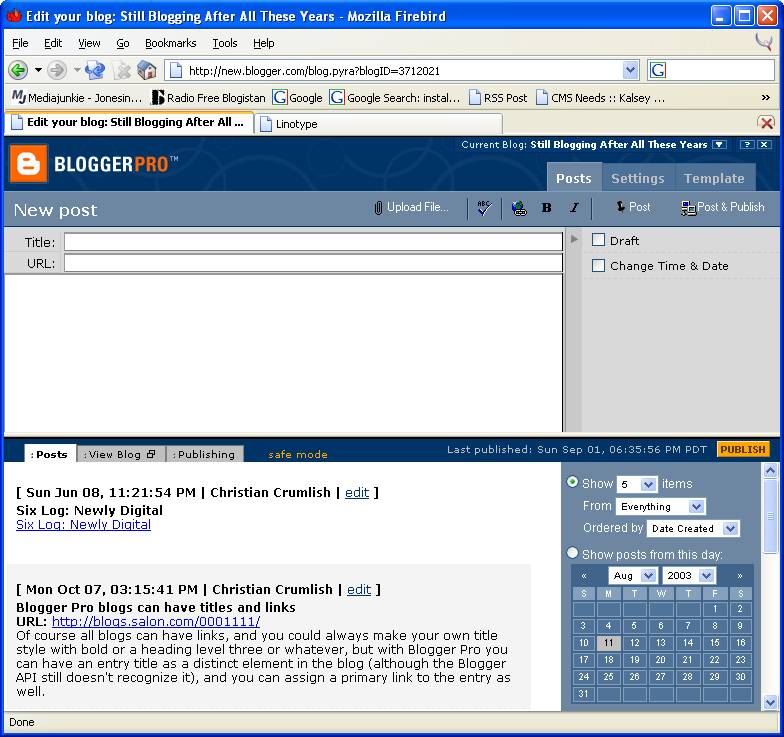 Edit your blog: Still Blogging After All These Years - Mozilla Firebird
File Edit View Go Bookmarks Tools Help
http://new.blogger.com/blog.pyra?blogID=3712021
G
Mediajunkie - Jonesin... Radio Free Blogistan Google Google Search: instal... RSS Post CMS Needs :: Kalsey ... »
Edit your blog: Still Blogging After All ... Linotype
Current Blog: Still Blogging After All These Years ?
BLOGGERPRO™
Posts Settings Template
New post Upload File... ABC B I Post Post & Publish
Title: Draft
URL: Change Time & Date
: Posts : View Blog : Publishing safe mode Last published: Sun Sep 01, 06:35:56 PM PDT PUBLISH
[ Sun Jun 08, 11:21:54 PM | Christian Crumlish | edit ]
Six Log: Newly Digital
Six Log: Newly Digital
[ Mon Oct 07, 03:15:41 PM | Christian Crumlish | edit ]
Blogger Pro blogs can have titles and links
URL: http://blogs.salon.com/0001111/
Of course all blogs can have links, and you could always make your own title
style with bold or a heading level three or whatever, but with Blogger Pro you
can have an entry title as a distinct element in the blog (although the Blogger
API still doesn't recognize it), and you can assign a primary link to the entry as
well.
Show 5 items
From Everything
Ordered by Date Created
Show posts from this day:
« Aug 2003 »
S M T W T F S
1 2
3 4 5 6 7 8 9
10 11 12 13 14 15 16
17 18 19 20 21 22 23
24 25 26 27 28 29 30
31
Done